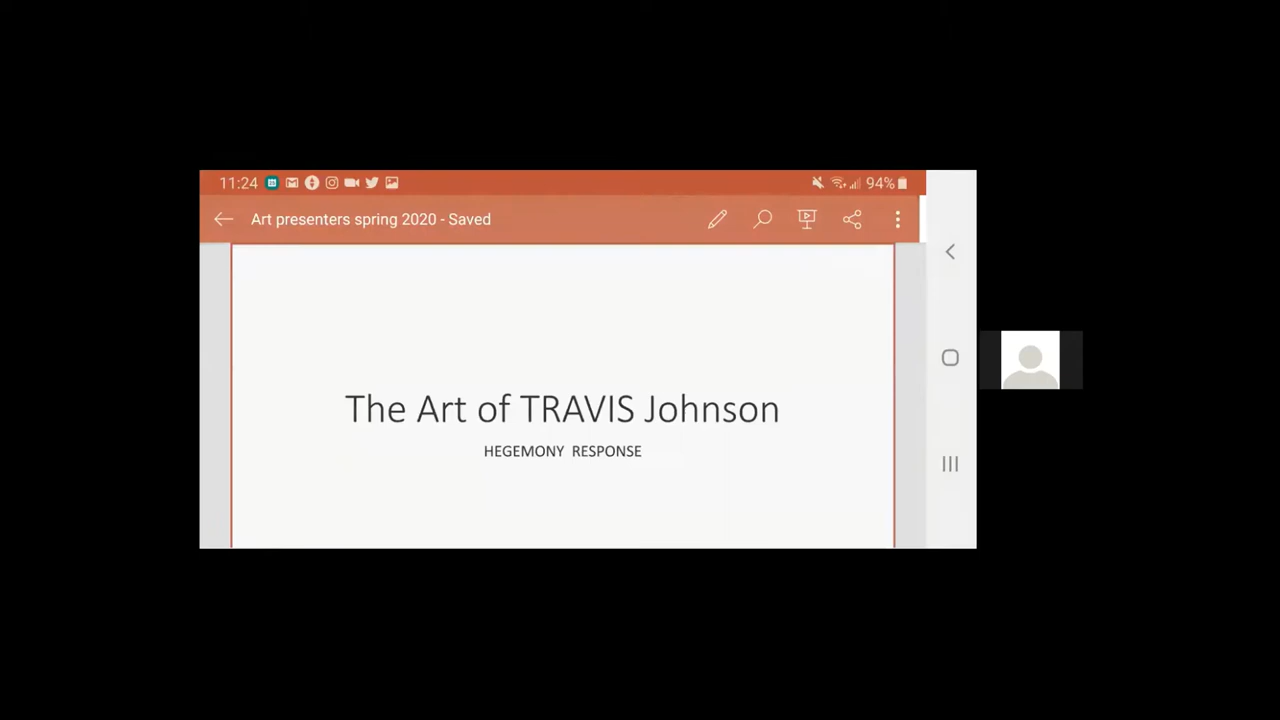 11:24 94%
Art presenters spring 2020 - Saved
The Art of TRAVIS Johnson
HEGEMONY RESPONSE